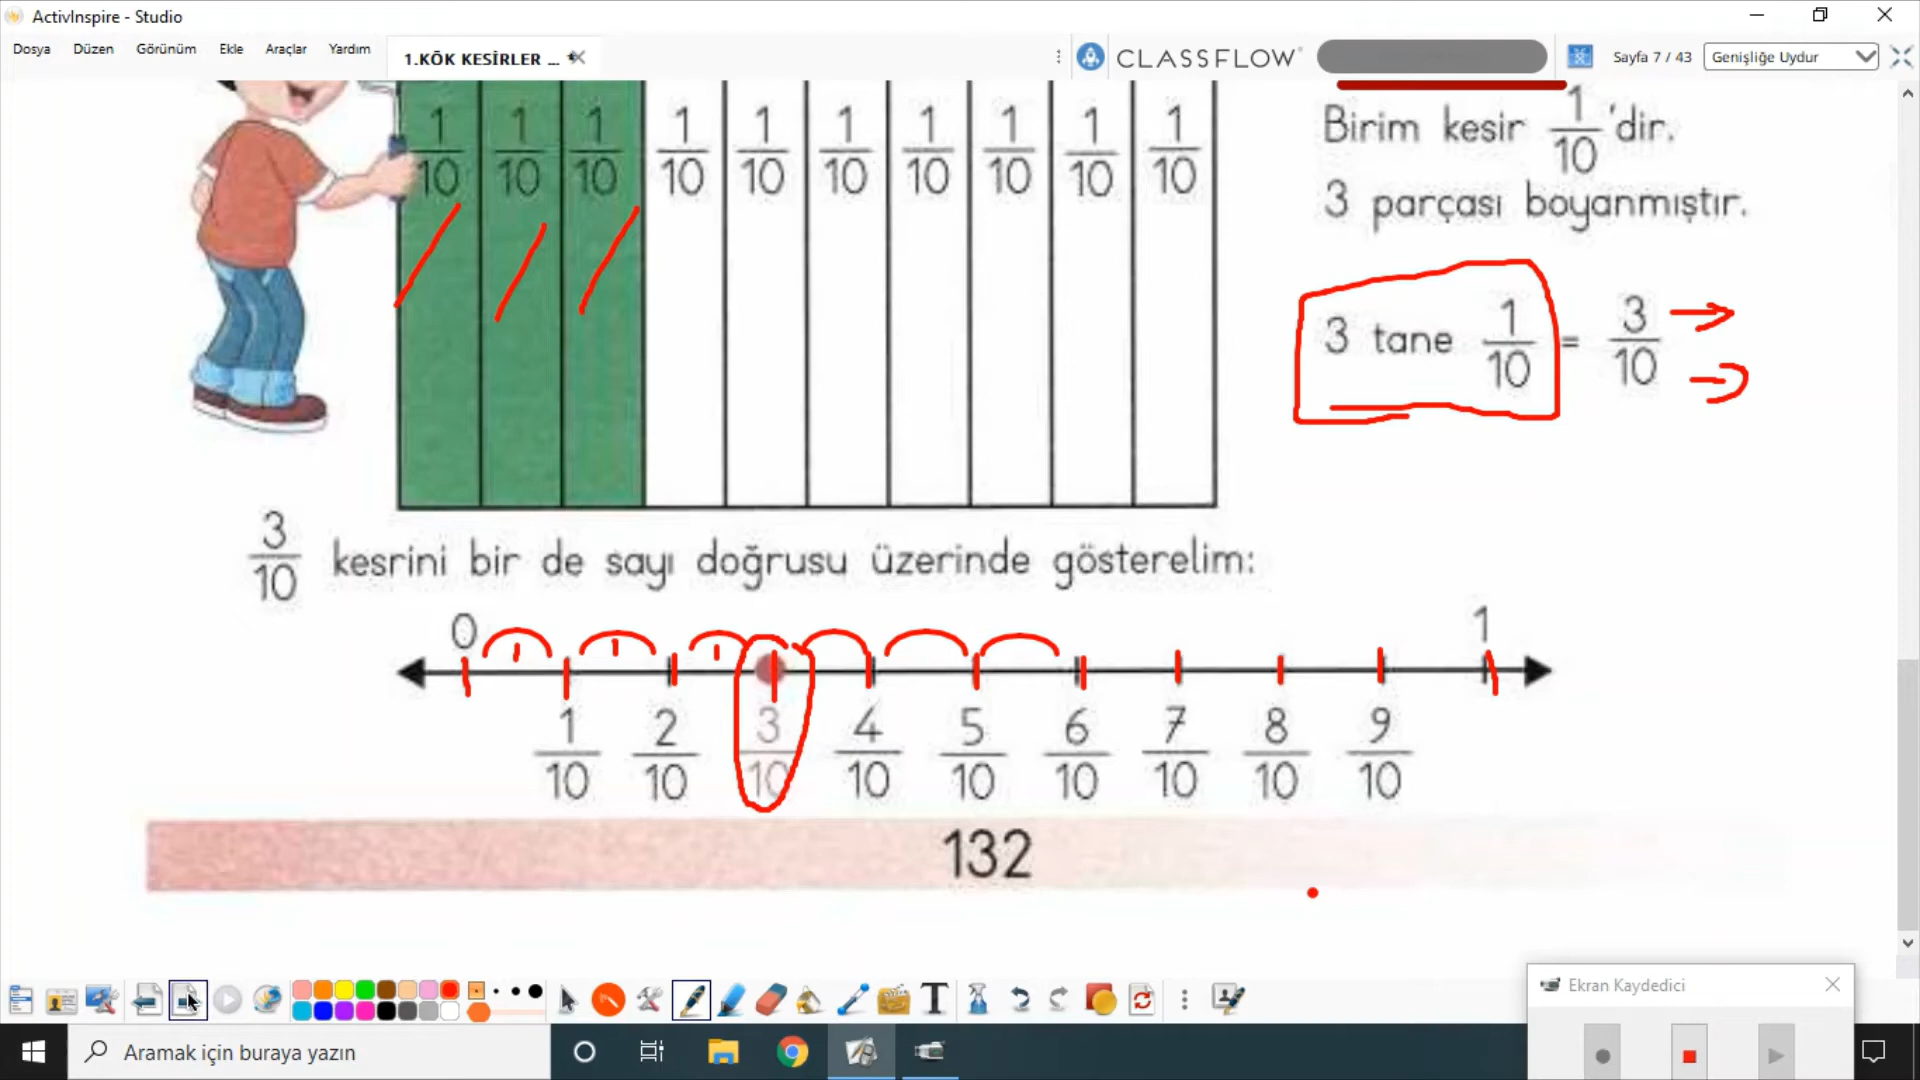 ActivInspire - Studio
Dosya Düzen Görünüm Ekle Araçlar Yardım
1.KÖK KESİRLER ...
CLASSFLOW
Sayfa 7 / 43
Genişliğe Uydur
1/10 1/10 1/10 1/10 1/10 1/10 1/10 1/10 1/10 1/10
Birim kesir 1/10 'dir.
3 parçası boyanmıştır.
3 tane 1/10 = 3/10
3/10 kesrini bir de sayı doğrusu üzerinde gösterelim:
0 1
1/10 2/10 3/10 4/10 5/10 6/10 7/10 8/10 9/10
132
Ekran Kaydedici
Aramak için buraya yazın